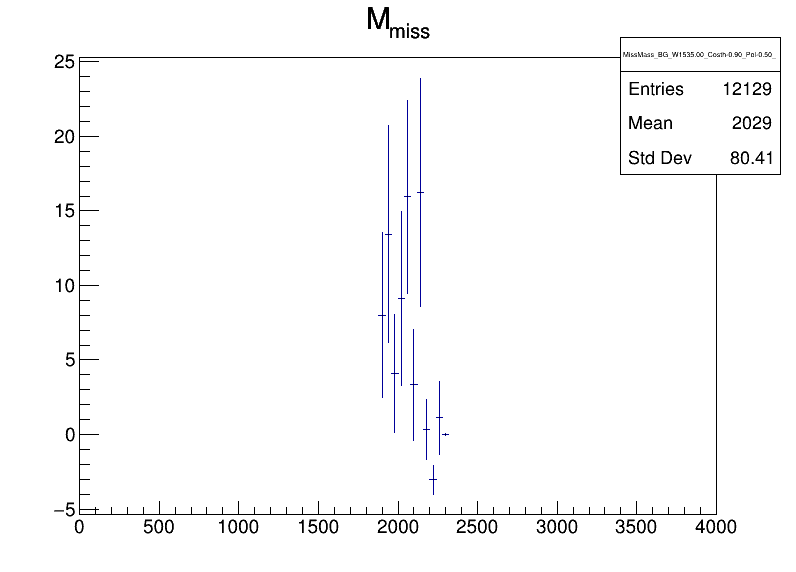 M_miss
MissMass_BG_W1535.00_Costh-0.90_Pol-0.50_
Entries 12129
Mean 2029
Std Dev 80.41
25
20
15
10
5
0
−5
0 500 1000 1500 2000 2500 3000 3500 4000